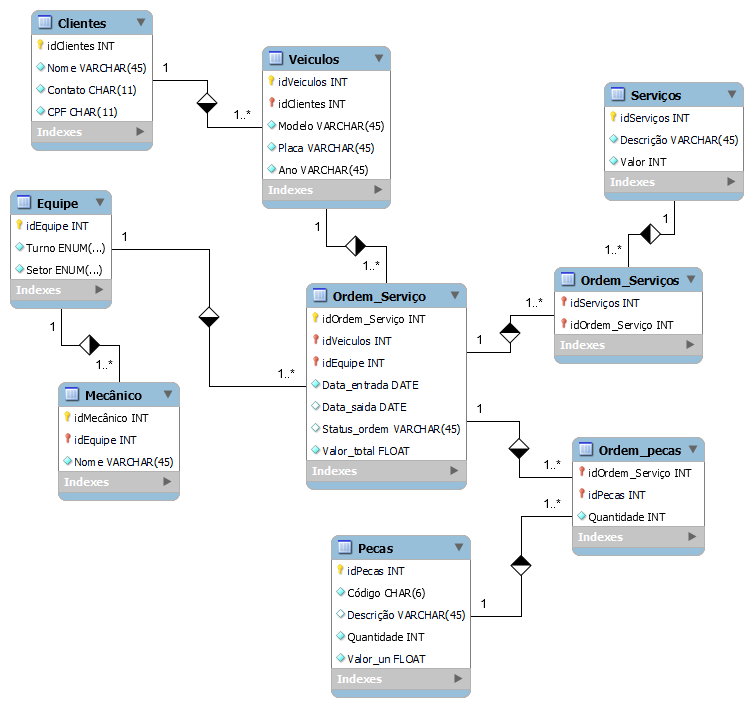 Clientes
idClientes INT
Nome VARCHAR(45)
Contato CHAR(11)
CPF CHAR(11)
Indexes
1
1..*
Veiculos
idVeiculos INT
idClientes INT
Modelo VARCHAR(45)
Placa VARCHAR(45)
Ano VARCHAR(45)
Indexes
Serviços
idServiços INT
Descrição VARCHAR(45)
Valor INT
Indexes
Equipe
idEquipe INT
Turno ENUM(...)
Setor ENUM(...)
Indexes
1
1..*
1
1..*
1
1..*
1
1..*
Mecânico
idMecânico INT
idEquipe INT
Nome VARCHAR(45)
Indexes
Ordem_Serviço
idOrdem_Serviço INT
idVeiculos INT
idEquipe INT
Data_entrada DATE
Data_saida DATE
Status_ordem VARCHAR(45)
Valor_total FLOAT
Indexes
Ordem_Serviços
idServiços INT
idOrdem_Serviço INT
Indexes
1..*
1
1
1..*
Ordem_pecas
idOrdem_Serviço INT
idPecas INT
Quantidade INT
Indexes
1..*
1
Pecas
idPecas INT
Código CHAR(6)
Descrição VARCHAR(45)
Quantidade INT
Valor_un FLOAT
Indexes